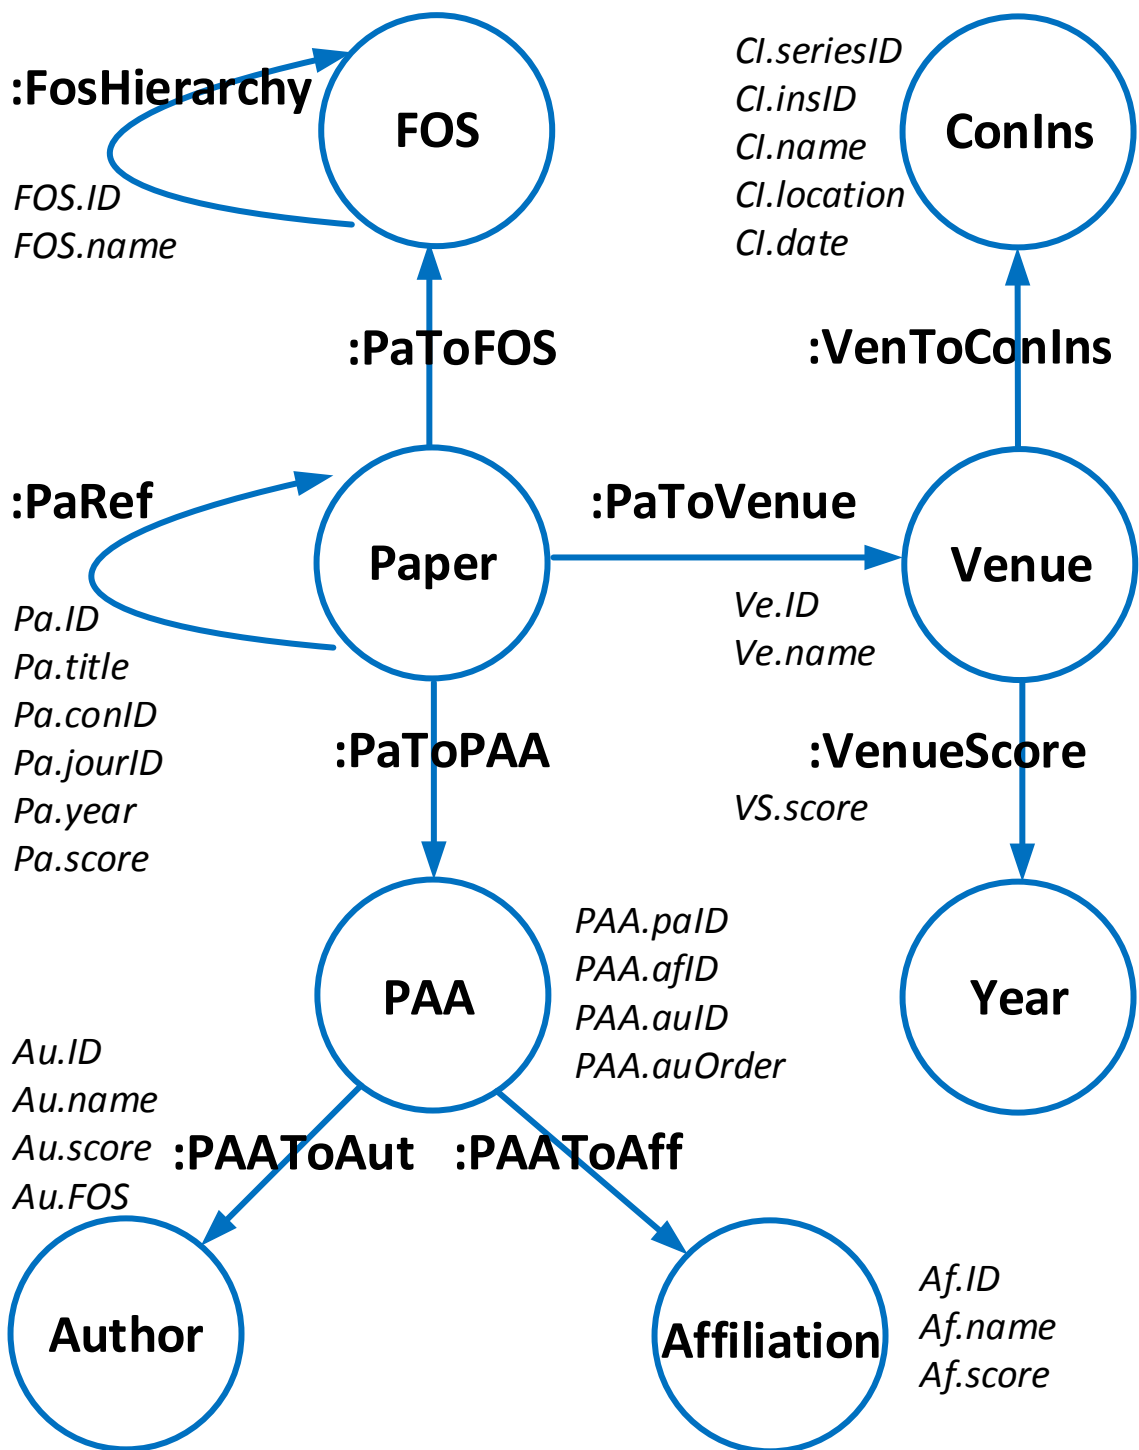 :FosHierarchy
FOS
FOS.ID
FOS.name
CI.seriesID
CI.insID
CI.name
CI.location
CI.date
ConIns
:PaToFOS
:VenToConIns
:PaRef
Paper
:PaToVenue
Venue
Pa.ID
Pa.title
Pa.conID
Pa.jourID
Pa.year
Pa.score
Ve.ID
Ve.name
:PaToPAA
:VenueScore
VS.score
PAA
PAA.paID
PAA.afID
PAA.auID
PAA.auOrder
Year
Au.ID
Au.name
Au.score
Au.FOS
:PAAToAut
:PAAToAff
Author
Affiliation
Af.ID
Af.name
Af.score